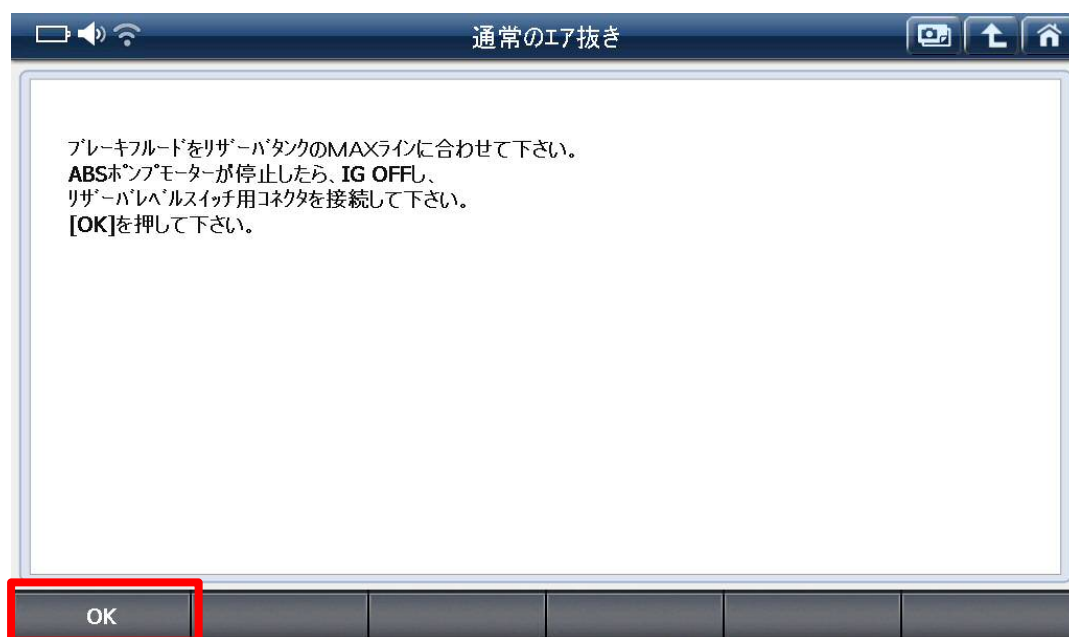 通常のｴｱ抜き
ﾌﾞﾚｰｷﾌﾙｰﾄﾞをﾘｻﾞｰﾊﾞﾀﾝｸのMAXﾗｲﾝに合わせて下さい。
ABSﾎﾟﾝﾌﾟﾓｰﾀｰが停止したら、IG OFFし、
ﾘｻﾞｰﾊﾞﾚﾍﾞﾙｽｲｯﾁ用ｺﾈｸﾀを接続して下さい。
[OK]を押して下さい。
OK